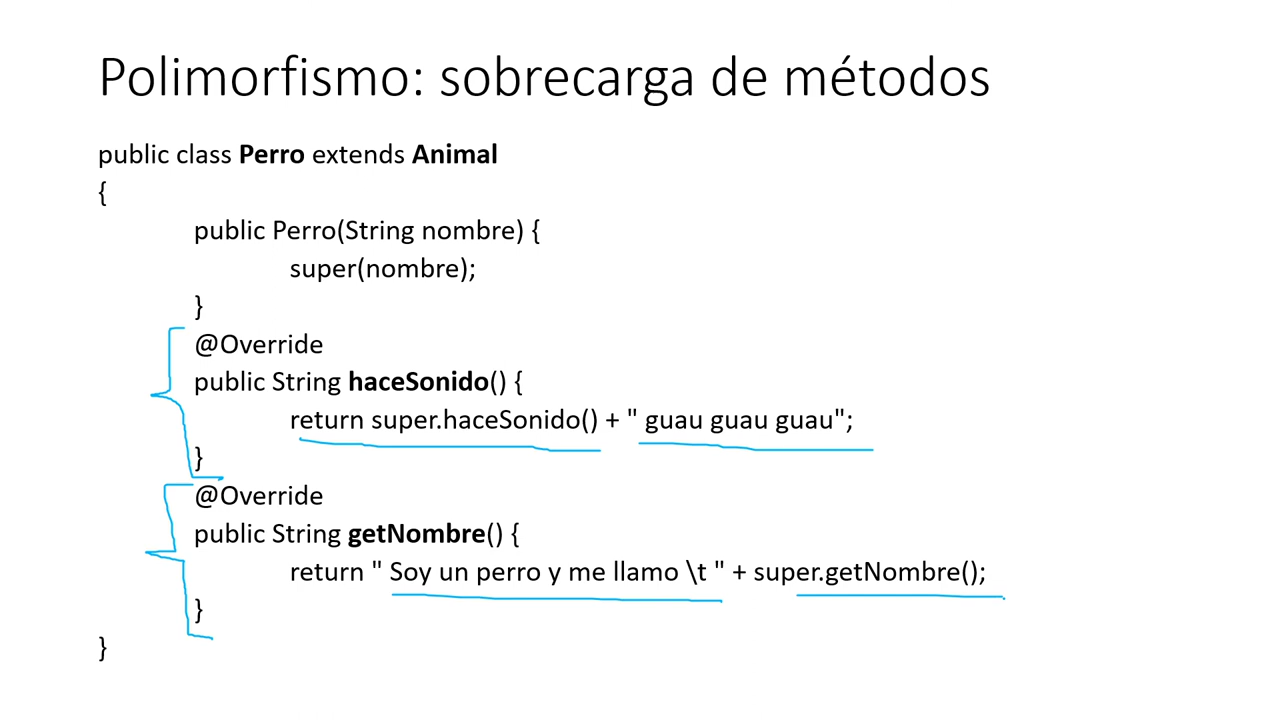 Polimorfismo: sobrecarga de métodos
public class Perro extends Animal
{
public Perro(String nombre) {
super(nombre);
}
@Override
public String haceSonido() {
return super.haceSonido() + " guau guau guau";
}
@Override
public String getNombre() {
return " Soy un perro y me llamo \t " + super.getNombre();
}
}